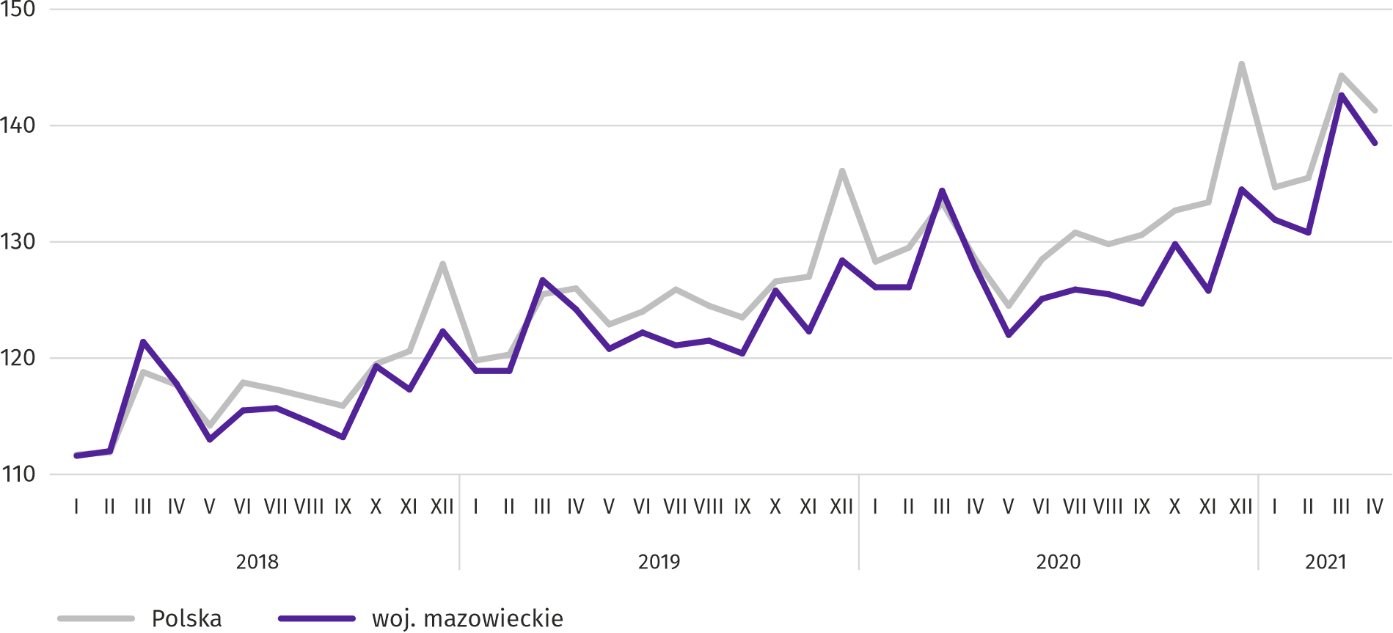 150
140
130
120
110
I II III IV V VI VII VIII IX X XI XII I II III IV V VI VII VIII IX X XI XII I II III IV V VI VII VIII IX X XI XII I II III IV
2018 2019 2020 2021
Polska woj. mazowieckie